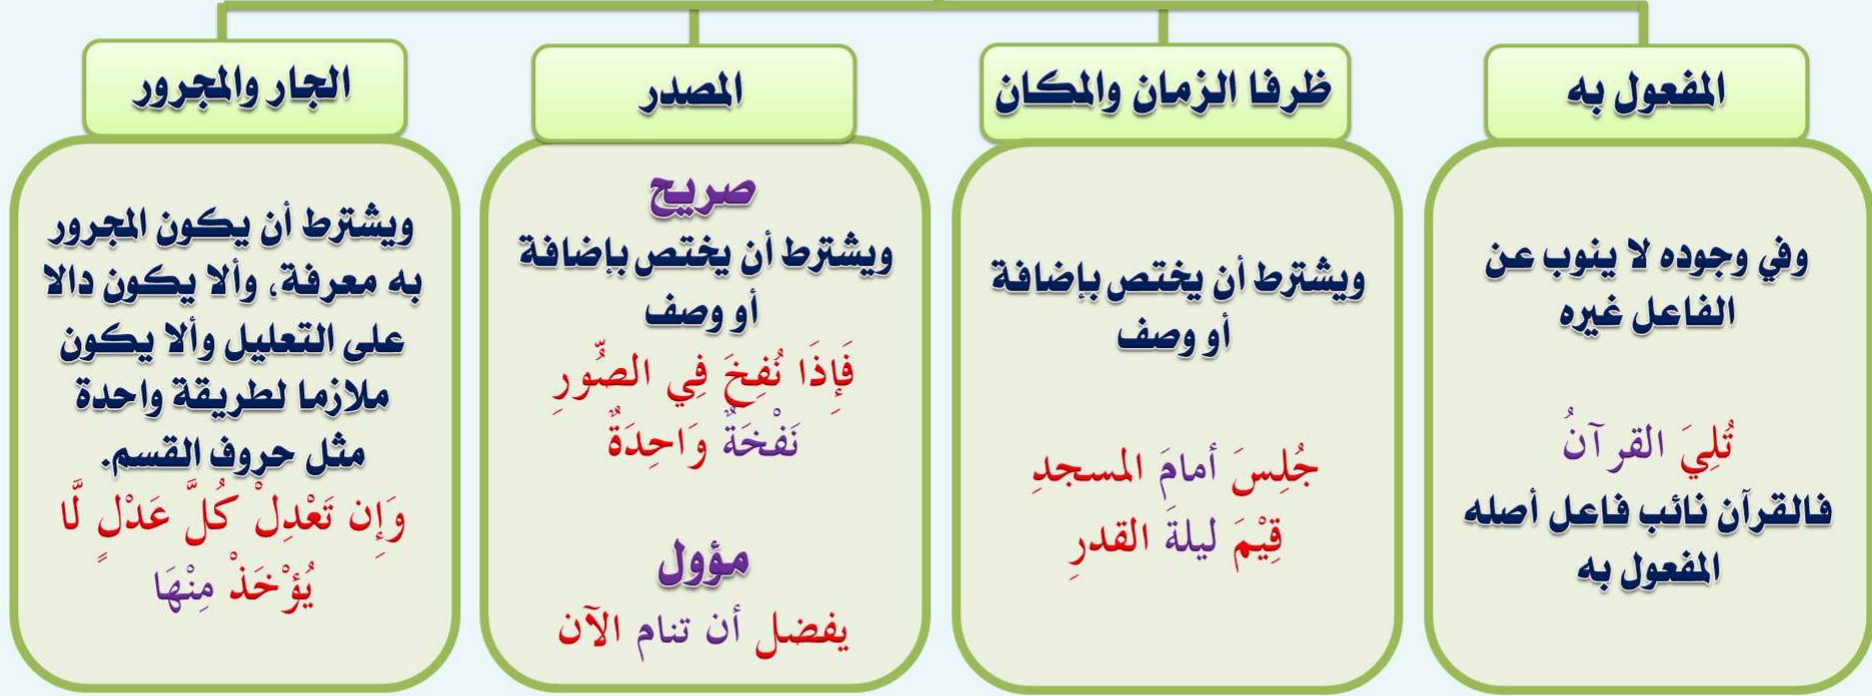 المفعول به
وفي وجوده لا ينوب عن
الفاعل غيره
تُلِيَ القرآنُ
فالقرآن نائب فاعل أصله
المفعول به
ظرفا الزمان والمكان
ويشترط أن يختص بإضافة
أو وصف
جُلِسَ أمامَ المسجدِ
قِيْمَ ليلةَ القدرِ
المصدر
صريح
ويشترط أن يختص بإضافة
أو وصف
فَإِذَا نُفِخَ فِي الصُّورِ
نَفْخَةٌ وَاحِدَةٌ
مؤول
يفضل أن تنام الآن
الجار والمجرور
ويشترط أن يكون المجرور
به معرفة، وألا يكون دالا
على التعليل وألا يكون
ملازما لطريقة واحدة
مثل حروف القسم.
وَإِن تَعْدِلْ كُلَّ عَدْلٍ لَّا
يُؤْخَذْ مِنْهَا